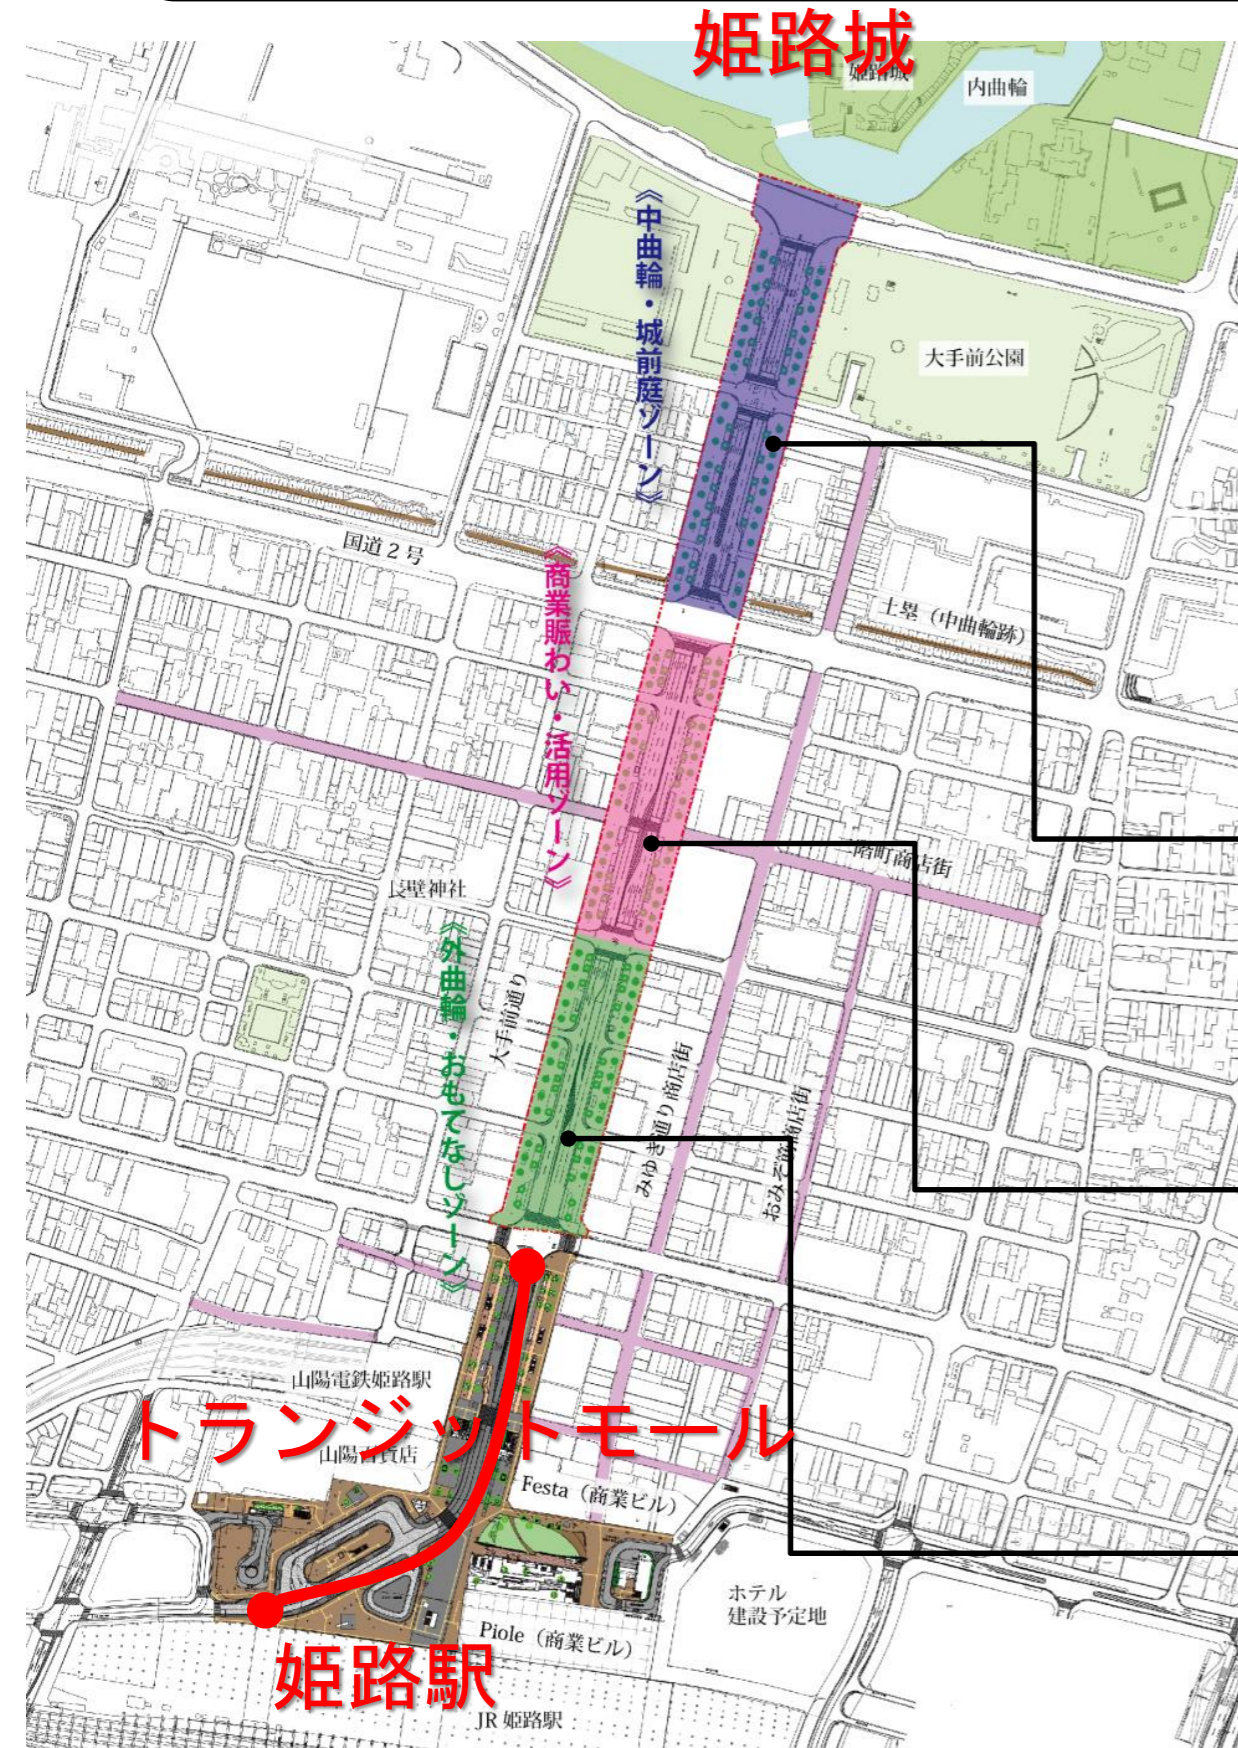 姫路城
姫路城
内曲輪
《中曲輪・城前庭ゾーン》
大手前公園
国道2号
《商業賑わい・活用ゾーン》
土塁（中曲輪跡）
二階町商店街
長壁神社
《外曲輪・おもてなしゾーン》
大手前通り
みゆき通り商店街
おみぞ筋商店街
山陽電鉄姫路駅
トランジットモール
山陽百貨店
Festa（商業ビル）
ホテル
建設予定地
Piole（商業ビル）
姫路駅
JR 姫路駅